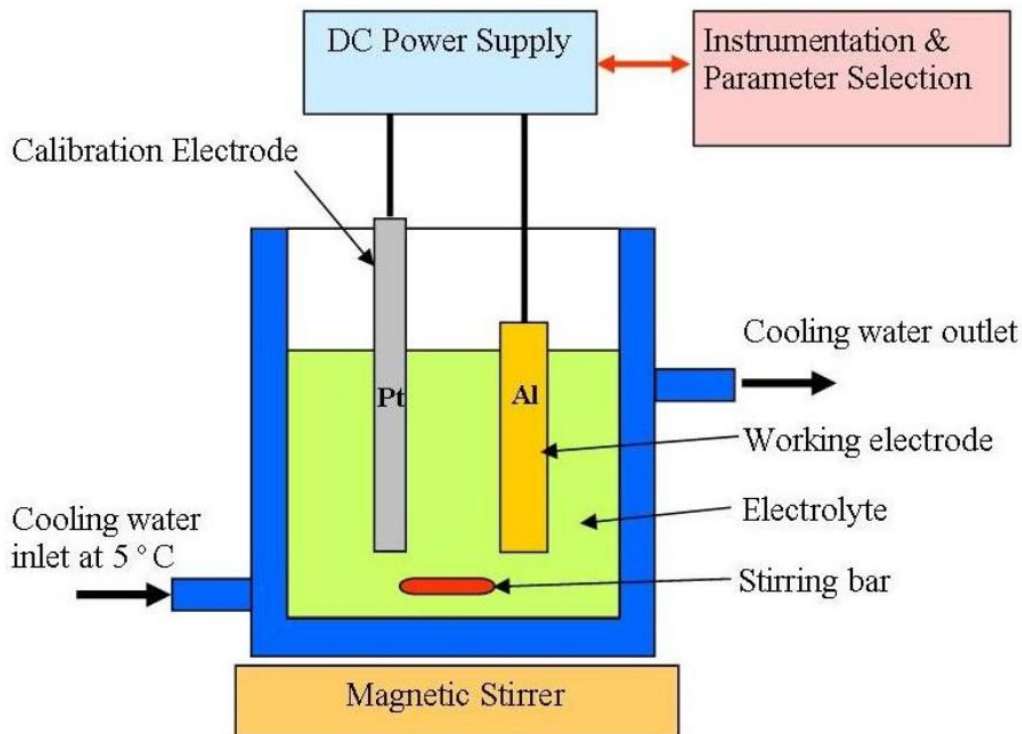 DC Power Supply
Instrumentation &
Parameter Selection
Calibration Electrode
Cooling water outlet
Pt
Al
Working electrode
Electrolyte
Cooling water
inlet at 5 °C
Stirring bar
Magnetic Stirrer